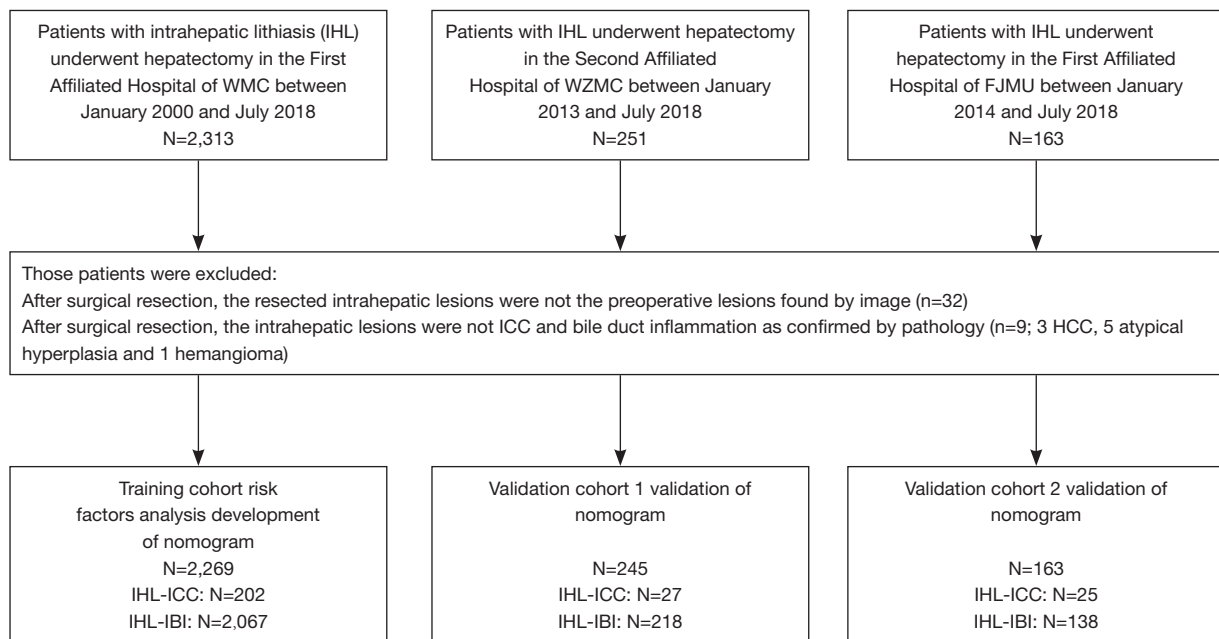 Patients with intrahepatic lithiasis (IHL)
underwent hepatectomy in the First
Affiliated Hospital of WMC between
January 2000 and July 2018
N=2,313
Patients with IHL underwent hepatectomy
in the Second Affiliated
Hospital of WZMC between January
2013 and July 2018
N=251
Patients with IHL underwent
hepatectomy in the First Affiliated
Hospital of FJMU between January
2014 and July 2018
N=163
Those patients were excluded:
After surgical resection, the resected intrahepatic lesions were not the preoperative lesions found by image (n=32)
After surgical resection, the intrahepatic lesions were not ICC and bile duct inflammation as confirmed by pathology (n=9; 3 HCC, 5 atypical
hyperplasia and 1 hemangioma)
Training cohort risk
factors analysis development
of nomogram
N=2,269
IHL-ICC: N=202
IHL-IBI: N=2,067
Validation cohort 1 validation of
nomogram
N=245
IHL-ICC: N=27
IHL-IBI: N=218
Validation cohort 2 validation of
nomogram
N=163
IHL-ICC: N=25
IHL-IBI: N=138